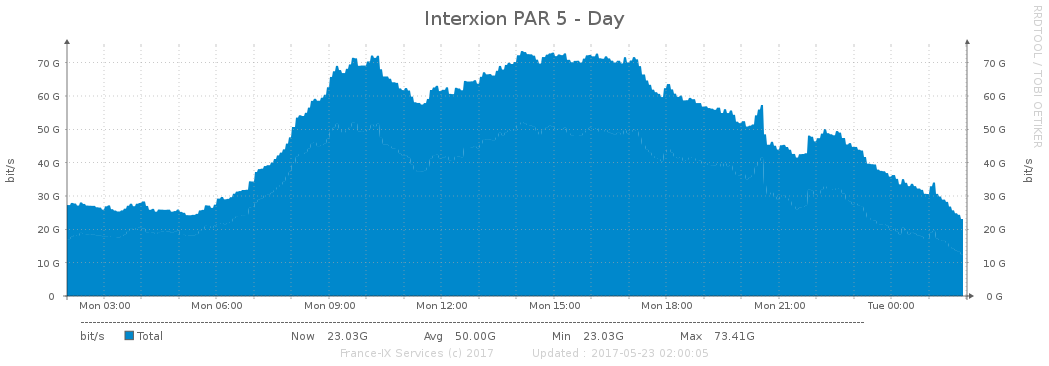 Interxion PAR 5 - Day
RRDTOOL / TOBI OETIKER
bit/s
70 G
60 G
50 G
40 G
30 G
20 G
10 G
0
70 G
60 G
50 G
40 G
30 G
20 G
10 G
0 G
bit/s
Mon 03:00 Mon 06:00 Mon 09:00 Mon 12:00 Mon 15:00 Mon 18:00 Mon 21:00 Tue 00:00
bit/s Total Now 23.03G Avg 50.00G Min 23.03G Max 73.41G
France-IX Services (c) 2017 Updated : 2017-05-23 02:00:05